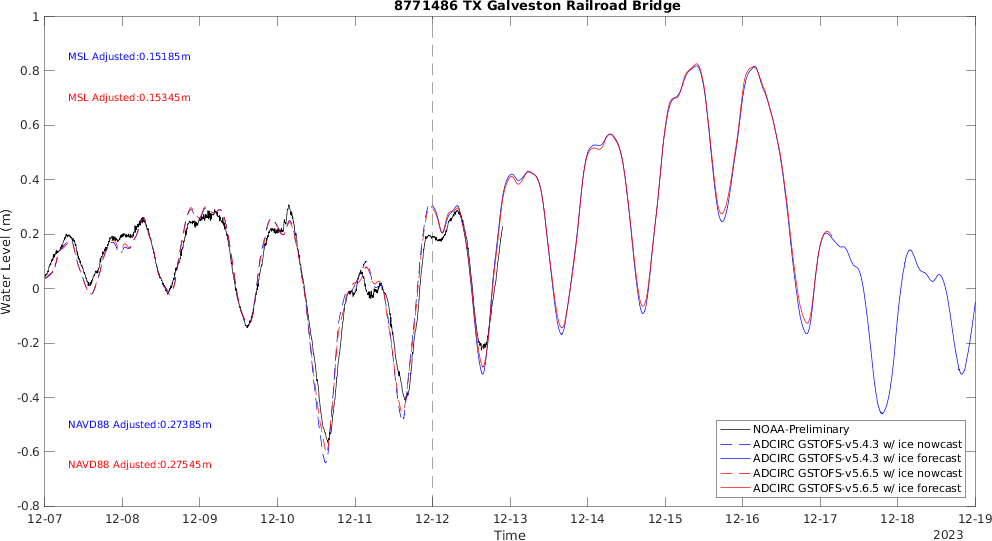 8771486 TX Galveston Railroad Bridge
1
0.8
0.6
0.4
0.2
0
-0.2
-0.4
-0.6
-0.8
Water Level (m)
MSL Adjusted:0.15185m
MSL Adjusted:0.15345m
NAVD88 Adjusted:0.27385m
NAVD88 Adjusted:0.27545m
NOAA-Preliminary
ADCIRC GSTOFS-v5.4.3 w/ ice nowcast
ADCIRC GSTOFS-v5.4.3 w/ ice forecast
ADCIRC GSTOFS-v5.6.5 w/ ice nowcast
ADCIRC GSTOFS-v5.6.5 w/ ice forecast
12-07 12-08 12-09 12-10 12-11 12-12 12-13 12-14 12-15 12-16 12-17 12-18 12-19
Time
2023